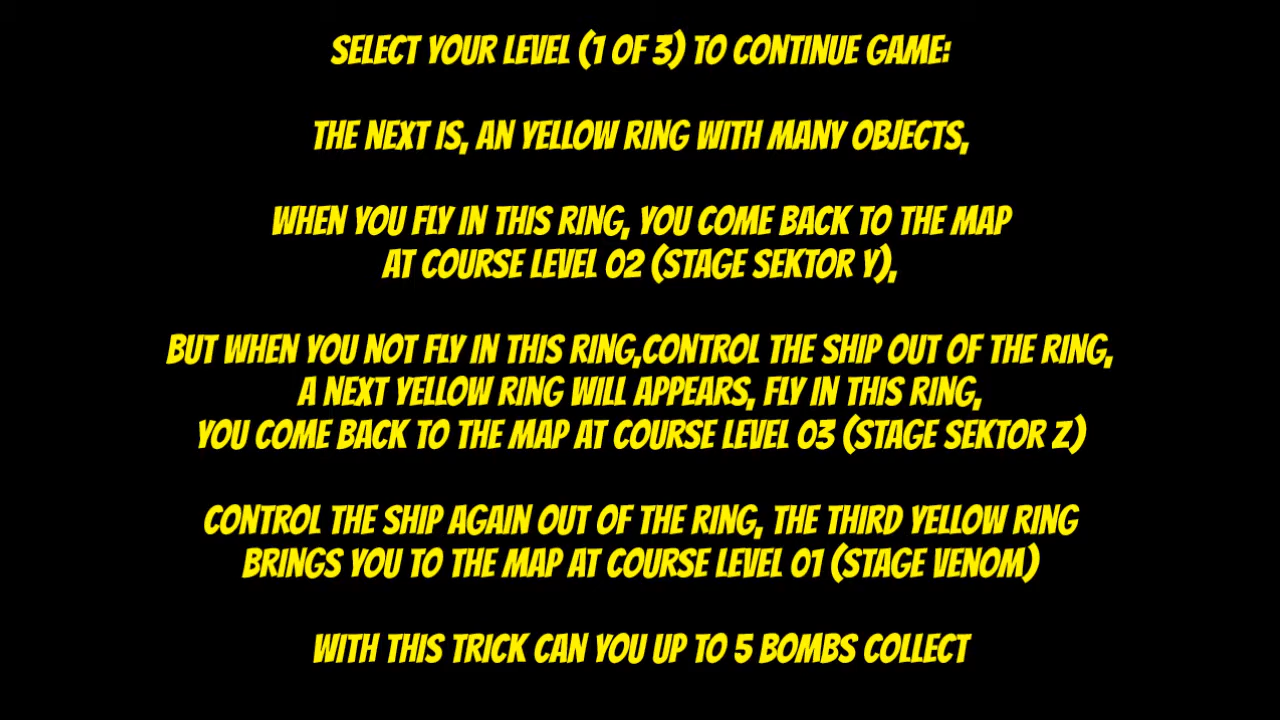 SELECT YOUR LEVEL (1 OF 3) TO CONTINUE GAME:
THE NEXT IS, AN YELLOW RING WITH MANY OBJECTS,
WHEN YOU FLY IN THIS RING, YOU COME BACK TO THE MAP
AT COURSE LEVEL 02 (STAGE SEKTOR Y),
BUT WHEN YOU NOT FLY IN THIS RING,CONTROL THE SHIP OUT OF THE RING,
A NEXT YELLOW RING WILL APPEARS, FLY IN THIS RING,
YOU COME BACK TO THE MAP AT COURSE LEVEL 03 (STAGE SEKTOR Z)
CONTROL THE SHIP AGAIN OUT OF THE RING, THE THIRD YELLOW RING
BRINGS YOU TO THE MAP AT COURSE LEVEL 01 (STAGE VENOM)
WITH THIS TRICK CAN YOU UP TO 5 BOMBS COLLECT